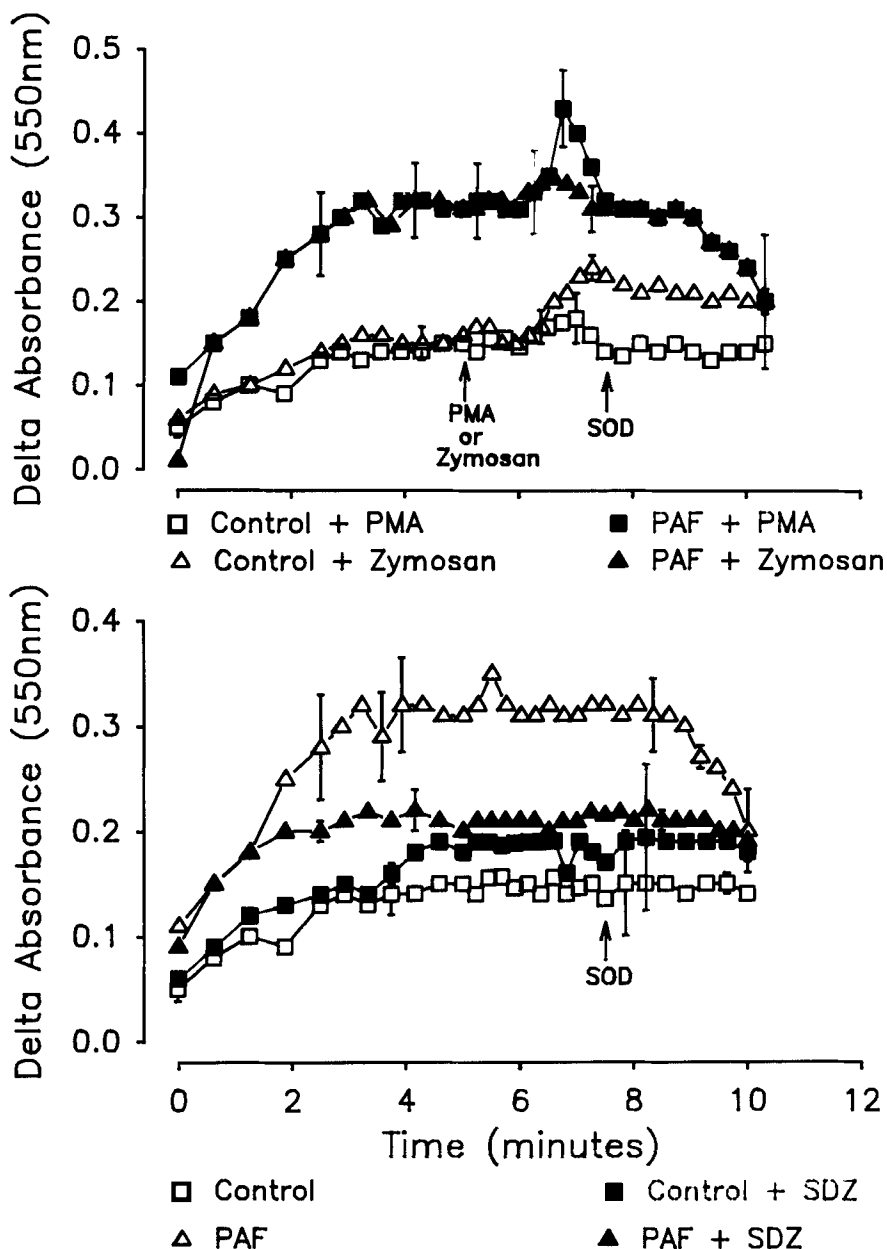 Delta Absorbance (550nm)
0.5
0.4
0.3
0.2
0.1
0.0
PMA
or
Zymosan
SOD
Control + PMA
PAF + PMA
Control + Zymosan
PAF + Zymosan
Delta Absorbance (550nm)
0.4
0.3
0.2
0.1
0.0
SOD
0 2 4 6 8 10 12
Time (minutes)
Control
Control + SDZ
PAF
PAF + SDZ